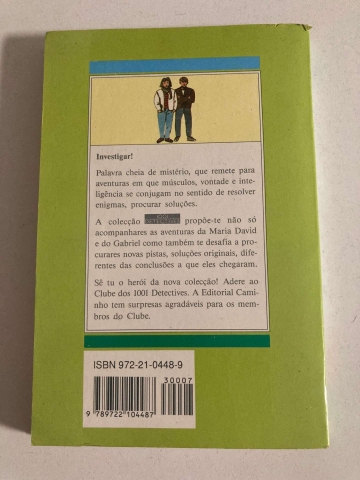 Investigar!
Palavra cheia de mistério, que remete para
aventuras em que músculos, vontade e inte-
ligência se conjugam no sentido de resolver
enigmas, procurar soluções.
A colecção propõe-te não só
acompanhares as aventuras da Maria David
e do Gabriel como também te desafia a pro-
curares novas pistas, soluções originais, dife-
rentes das conclusões a que eles chegaram.
Sê tu o herói da nova colecção! Adere ao
Clube dos 1001 Detectives. A Editorial Cami-
nho tem surpresas agradáveis para os mem-
bros do Clube.
ISBN 972-21-0448-9
30007
9 789722 104487